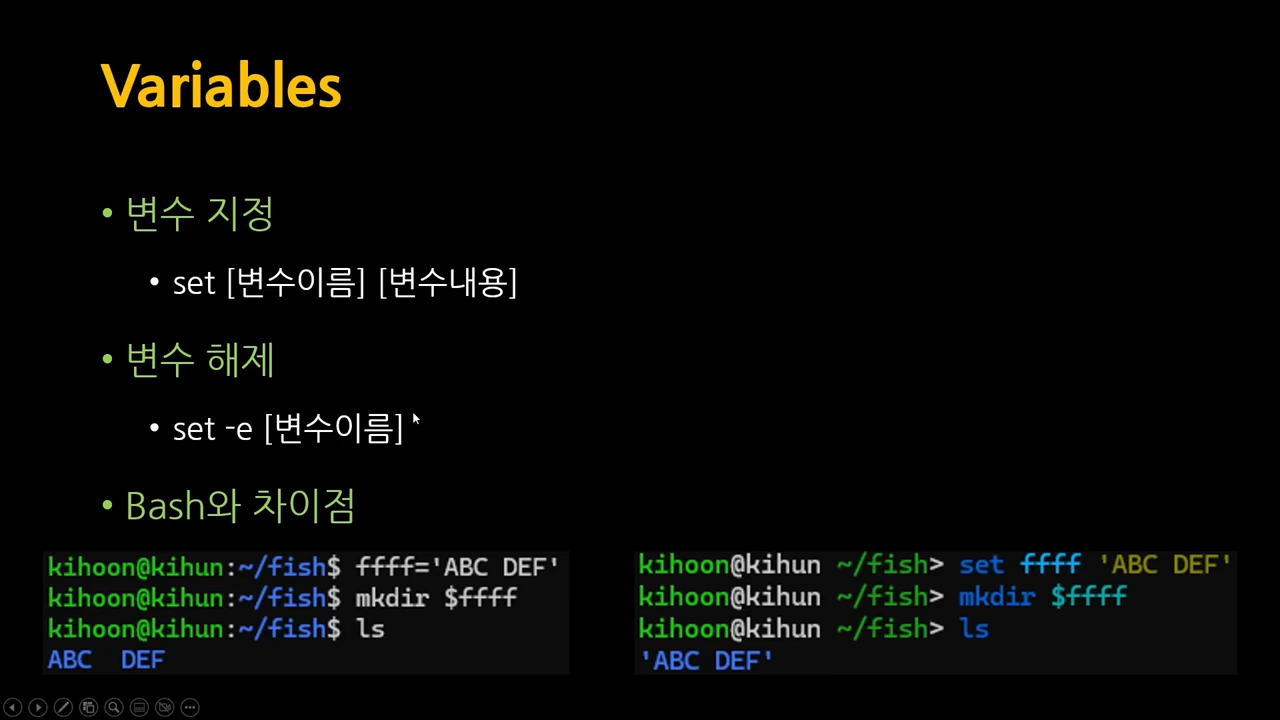 Variables
• 변수 지정
• set [변수이름] [변수내용]
• 변수 해제
• set -e [변수이름]
• Bash와 차이점
kihoon@kihun:~/fish$ ffff='ABC DEF'
kihoon@kihun:~/fish$ mkdir $ffff
kihoon@kihun:~/fish$ ls
ABC  DEF
kihoon@kihun ~/fish> set ffff 'ABC DEF'
kihoon@kihun ~/fish> mkdir $ffff
kihoon@kihun ~/fish> ls
'ABC DEF'